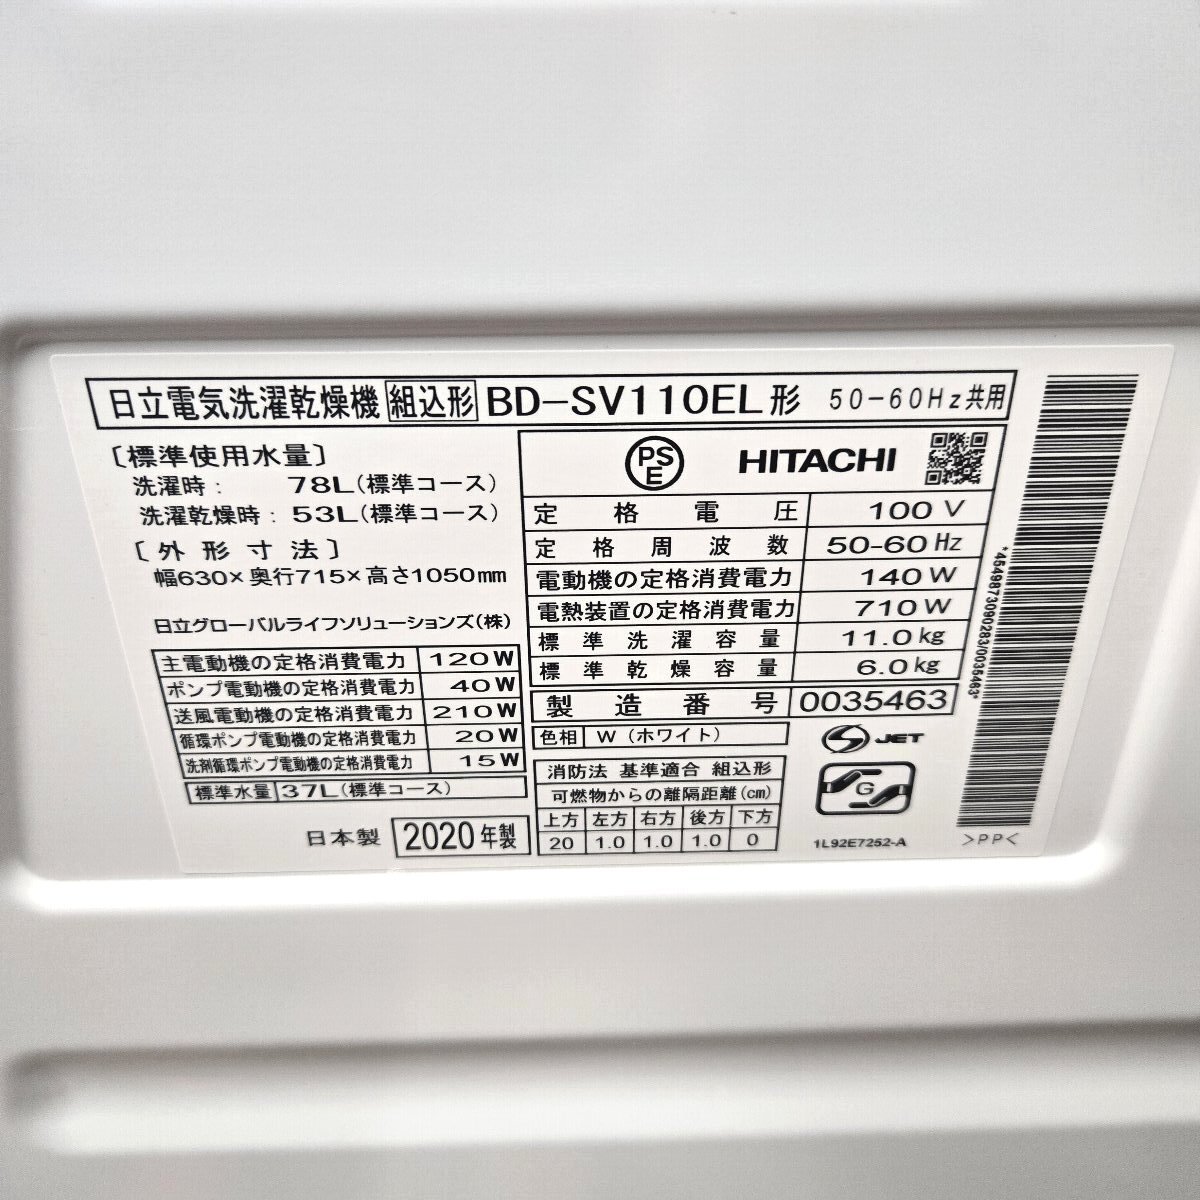 日立電気洗濯乾燥機 組込形 BD-SV110EL形 50-60Hz共用
〔標準使用水量〕
洗濯時: 78L(標準コース)
洗濯乾燥時: 53L(標準コース)
〔外形寸法〕
幅630×奥行715×高さ1050mm
日立グローバルライフソリューションズ(株)
主電動機の定格消費電力 120W
ポンプ電動機の定格消費電力 40W
送風電動機の定格消費電力 210W
循環ポンプ電動機の定格消費電力 20W
洗剤循環ポンプ電動機の定格消費電力 15W
標準水量 37L(標準コース)
日本製 2020年製
PS
E
HITACHI
定格電圧 100V
定格周波数 50-60Hz
電動機の定格消費電力 140W
電熱装置の定格消費電力 710W
標準洗濯容量 11.0kg
標準乾燥容量 6.0kg
製造番号 0035463
色相 W(ホワイト)
消防法 基準適合 組込形
可燃物からの離隔距離(cm)
上方 左方 右方 後方 下方
20 1.0 1.0 1.0 0
S JET
G
1L92E7252-A
>PP<
*4549873090283/0035463*